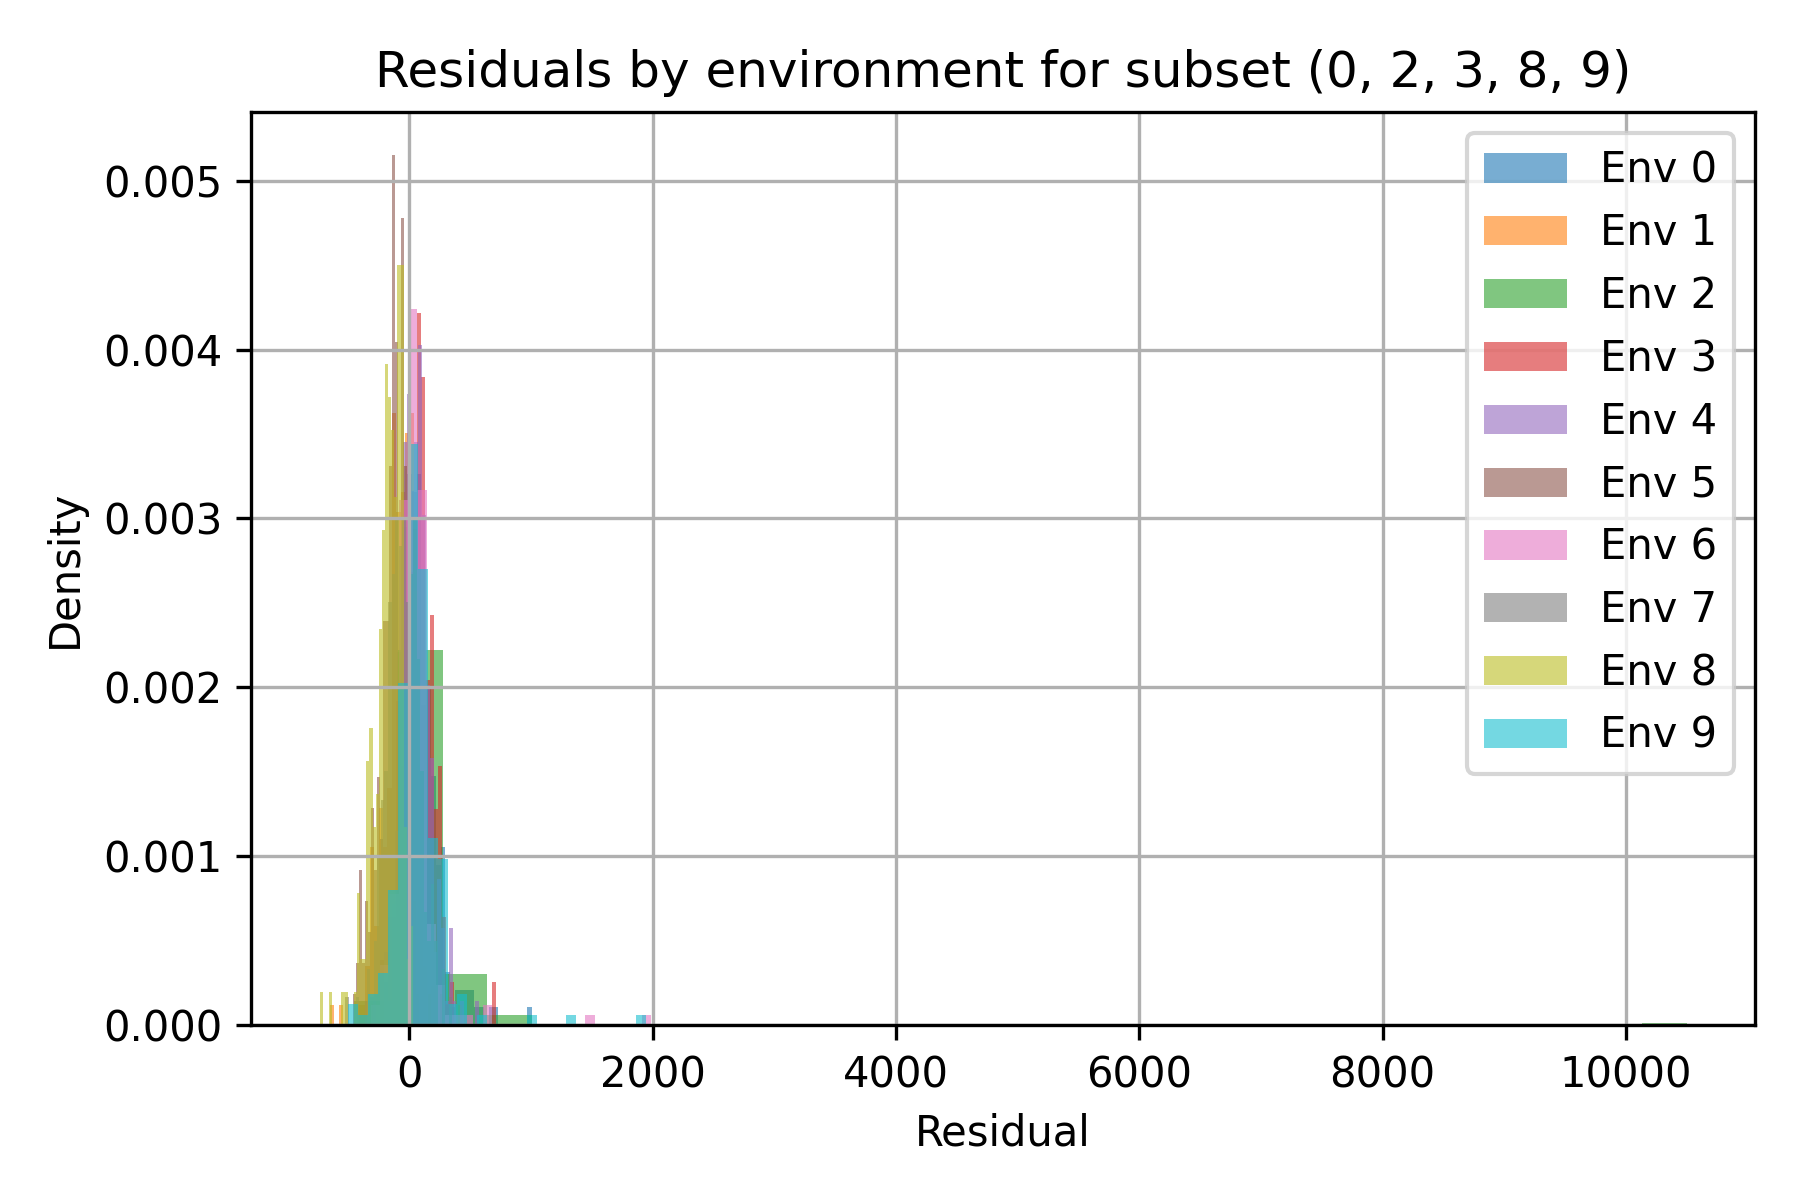 Residuals by environment for subset (0, 2, 3, 8, 9)
0.005
0.004
0.003
0.002
0.001
0.000
Density
0
2000
4000
6000
8000
10000
Residual
Env 0
Env 1
Env 2
Env 3
Env 4
Env 5
Env 6
Env 7
Env 8
Env 9